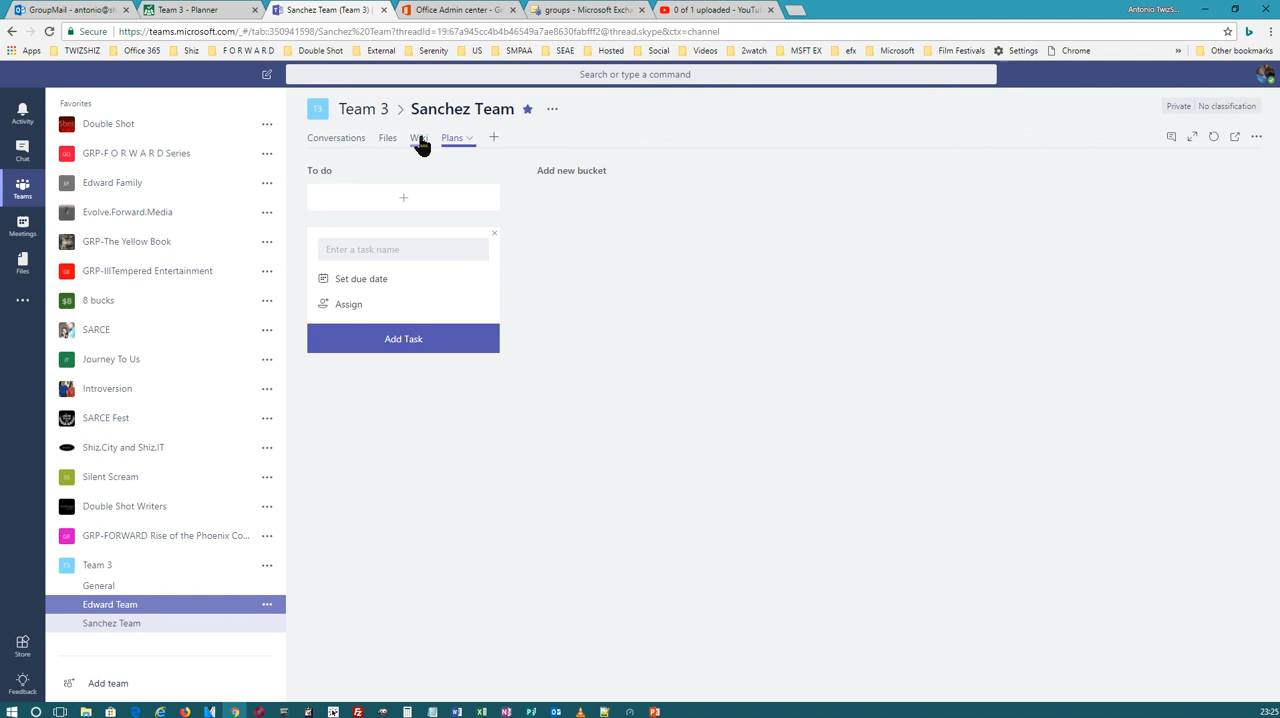 GroupMail - antonio@s
Team 3 - Planner
Sanchez Team (Team 3) |
Office Admin center - G
groups - Microsoft Excha
0 of 1 uploaded - YouTu
Antonio TwizS
Secure
https://teams.microsoft.com/_#/tab::350941598/Sanchez%20Team?threadId=19:67a945cc4b4b46549a7ae8630fabfff2@thread.skype&ctx=channel
Apps TWIZSHIZ Office 365 Shiz F O R W A R D Double Shot External Serenity US SMPAA SEAE Hosted Social Videos 2watch MSFT EX efx Microsoft Film Festivals Settings Chrome » Other bookmarks
Search or type a command
Activity
Chat
Teams
Meetings
Files
Store
Feedback
Favorites
Double Shot
GRP-F O R W A R D Series
Edward Family
Evolve.Forward.Media
GRP-The Yellow Book
GRP-IllTempered Entertainment
8 bucks
SARCE
Journey To Us
Introversion
SARCE Fest
Shiz.City and Shiz.IT
Silent Scream
Double Shot Writers
GRP-FORWARD Rise of the Phoenix Co...
Team 3
General
Edward Team
Sanchez Team
Add team
T3 Team 3 > Sanchez Team
Private No classification
Conversations Files Wiki Plans
To do
Add new bucket
Enter a task name
Set due date
Assign
Add Task
23:25